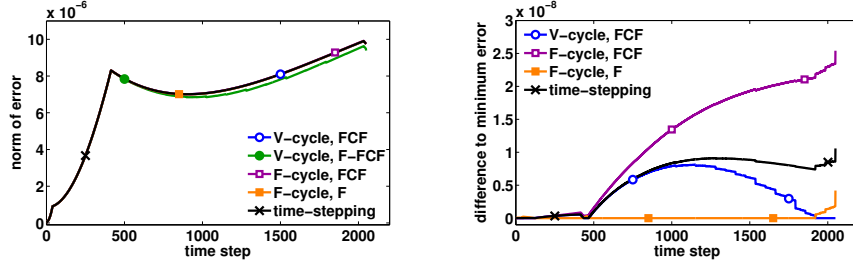 x 10⁻⁶
10
8
6
4
2
0
0 500 1000 1500 2000
norm of error
time step
V-cycle, FCF
V-cycle, F-FCF
F-cycle, FCF
F-cycle, F
time-stepping
x 10⁻⁸
3
2.5
2
1.5
1
0.5
0
0 500 1000 1500 2000
difference to minimum error
time step
V-cycle, FCF
F-cycle, FCF
F-cycle, F
time-stepping